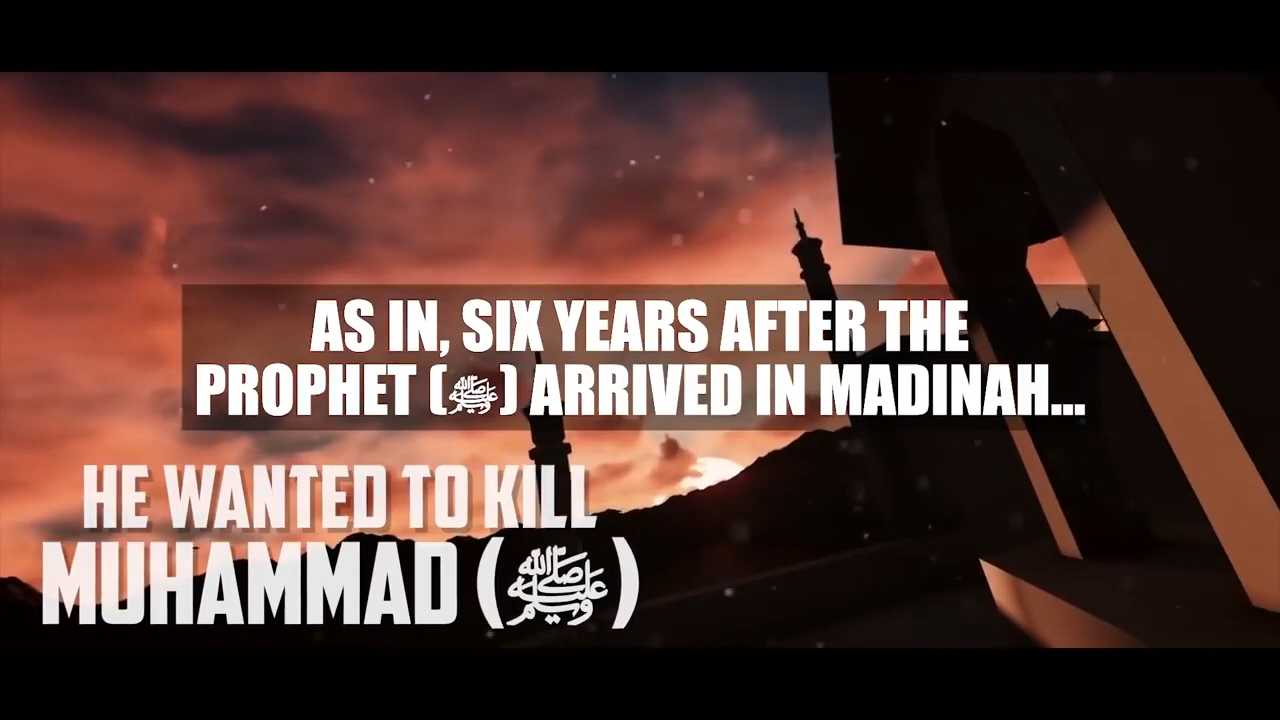 AS IN, SIX YEARS AFTER THE
PROPHET (ﷺ) ARRIVED IN MADINAH...
HE WANTED TO KILL
MUHAMMAD (ﷺ)